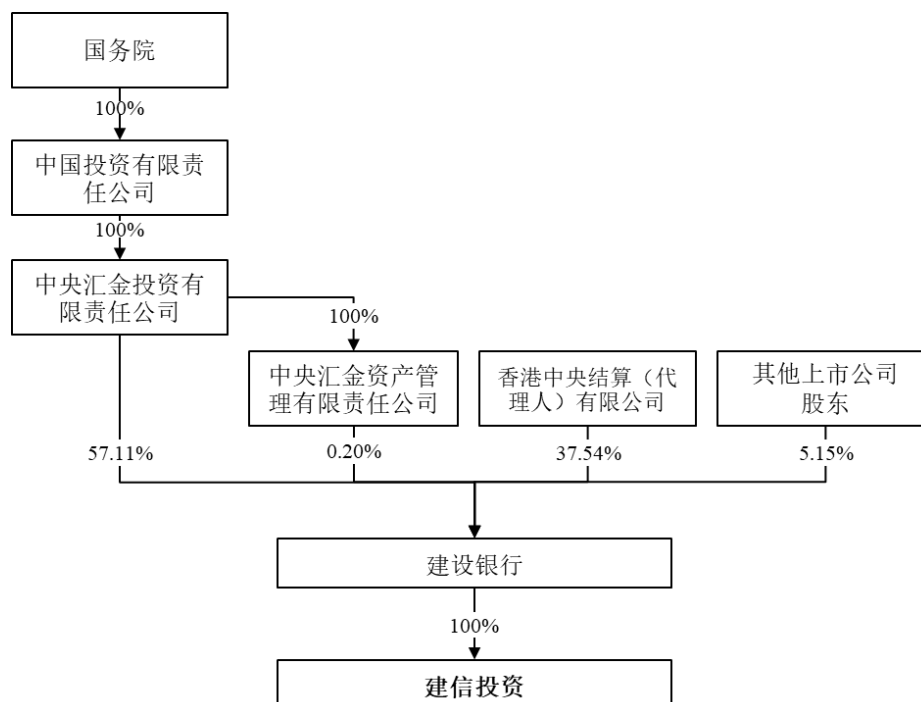 国务院
100%
中国投资有限责
任公司
100%
中央汇金投资有
限责任公司
100%
中央汇金资产管
理有限责任公司
香港中央结算（代
理人）有限公司
其他上市公司
股东
57.11%
0.20%
37.54%
5.15%
建设银行
100%
建信投资